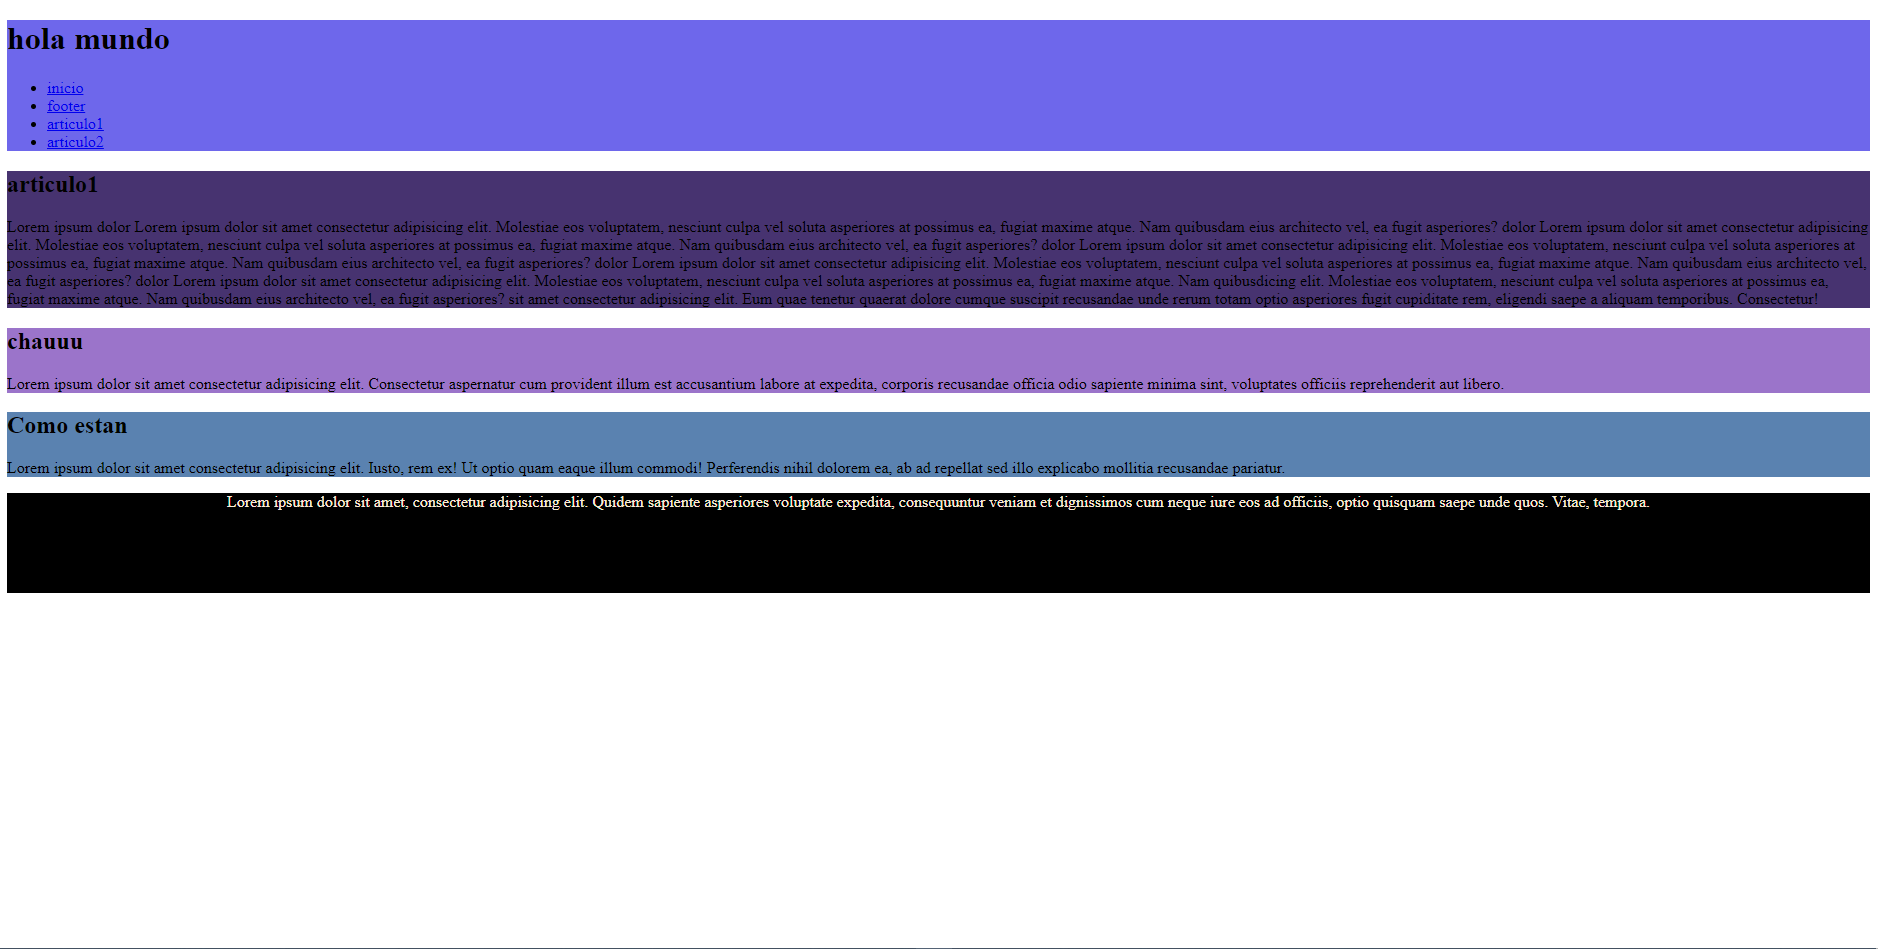 hola mundo
inicio
footer
articulo1
articulo2
articulo1
Lorem ipsum dolor Lorem ipsum dolor sit amet consectetur adipisicing elit. Molestiae eos voluptatem, nesciunt culpa vel soluta asperiores at possimus ea, fugiat maxime atque. Nam quibusdam eius architecto vel, ea fugit asperiores? dolor Lorem ipsum dolor sit amet consectetur adipisicing
elit. Molestiae eos voluptatem, nesciunt culpa vel soluta asperiores at possimus ea, fugiat maxime atque. Nam quibusdam eius architecto vel, ea fugit asperiores? dolor Lorem ipsum dolor sit amet consectetur adipisicing elit. Molestiae eos voluptatem, nesciunt culpa vel soluta asperiores at
possimus ea, fugiat maxime atque. Nam quibusdam eius architecto vel, ea fugit asperiores? dolor Lorem ipsum dolor sit amet consectetur adipisicing elit. Molestiae eos voluptatem, nesciunt culpa vel soluta asperiores at possimus ea, fugiat maxime atque. Nam quibusdam eius architecto vel,
ea fugit asperiores? dolor Lorem ipsum dolor sit amet consectetur adipisicing elit. Molestiae eos voluptatem, nesciunt culpa vel soluta asperiores at possimus ea, fugiat maxime atque. Nam quibusdicing elit. Molestiae eos voluptatem, nesciunt culpa vel soluta asperiores at possimus ea,
fugiat maxime atque. Nam quibusdam eius architecto vel, ea fugit asperiores? sit amet consectetur adipisicing elit. Eum quae tenetur quaerat dolore cumque suscipit recusandae unde rerum totam optio asperiores fugit cupiditate rem, eligendi saepe a aliquam temporibus. Consectetur!
chauuu
Lorem ipsum dolor sit amet consectetur adipisicing elit. Consectetur aspernatur cum provident illum est accusantium labore at expedita, corporis recusandae officia odio sapiente minima sint, voluptates officiis reprehenderit aut libero.
Como estan
Lorem ipsum dolor sit amet consectetur adipisicing elit. Iusto, rem ex! Ut optio quam eaque illum commodi! Perferendis nihil dolorem ea, ab ad repellat sed illo explicabo mollitia recusandae pariatur.
Lorem ipsum dolor sit amet, consectetur adipisicing elit. Quidem sapiente asperiores voluptate expedita, consequuntur veniam et dignissimos cum neque iure eos ad officiis, optio quisquam saepe unde quos. Vitae, tempora.